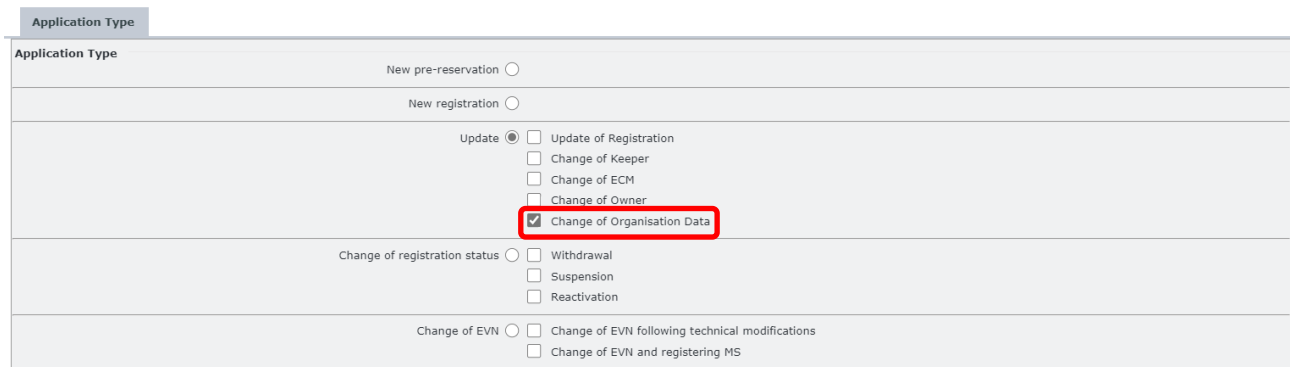 Application Type
Application Type
New pre-reservation
New registration
Update Update of Registration
Change of Keeper
Change of ECM
Change of Owner
Change of Organisation Data
Change of registration status Withdrawal
Suspension
Reactivation
Change of EVN Change of EVN following technical modifications
Change of EVN and registering MS